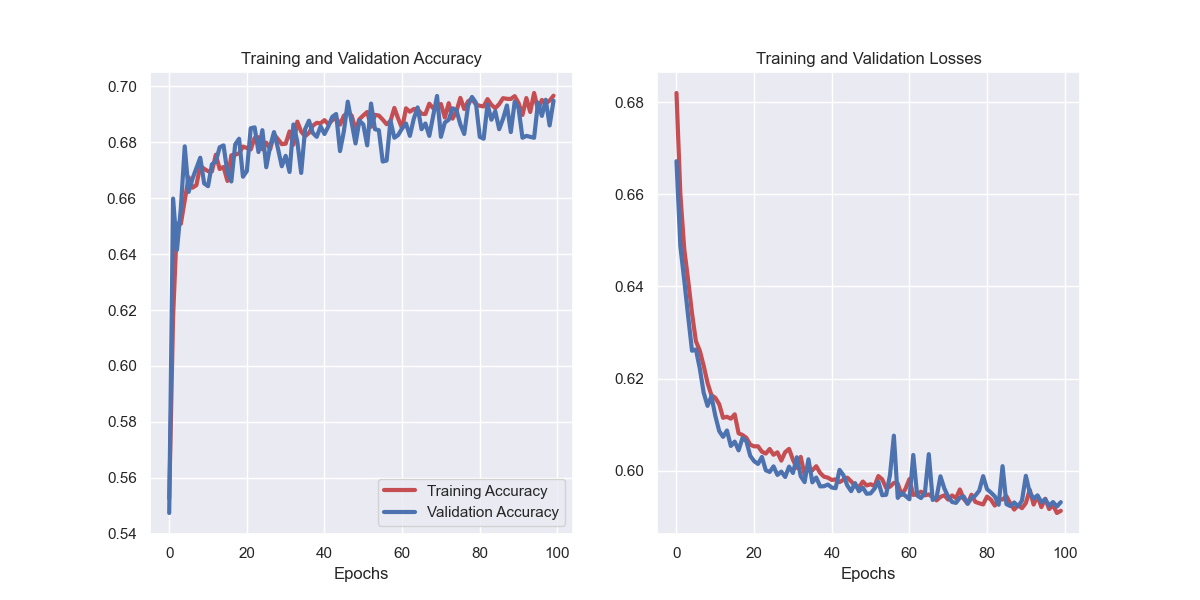 Training and Validation Accuracy
0.70
0.68
0.66
0.64
0.62
0.60
0.58
0.56
0.54
0 20 40 60 80 100
Epochs
Training Accuracy
Validation Accuracy
Training and Validation Losses
0.68
0.66
0.64
0.62
0.60
0 20 40 60 80 100
Epochs